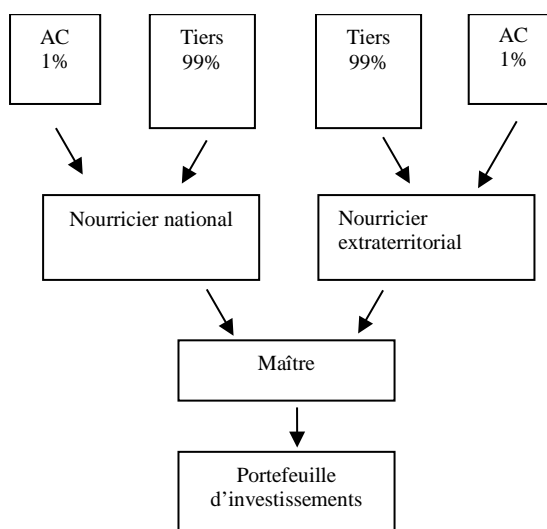 AC
1%
Tiers
99%
Tiers
99%
AC
1%
Nourricier national
Nourricier
extraterritorial
Maître
Portefeuille
d’investissements